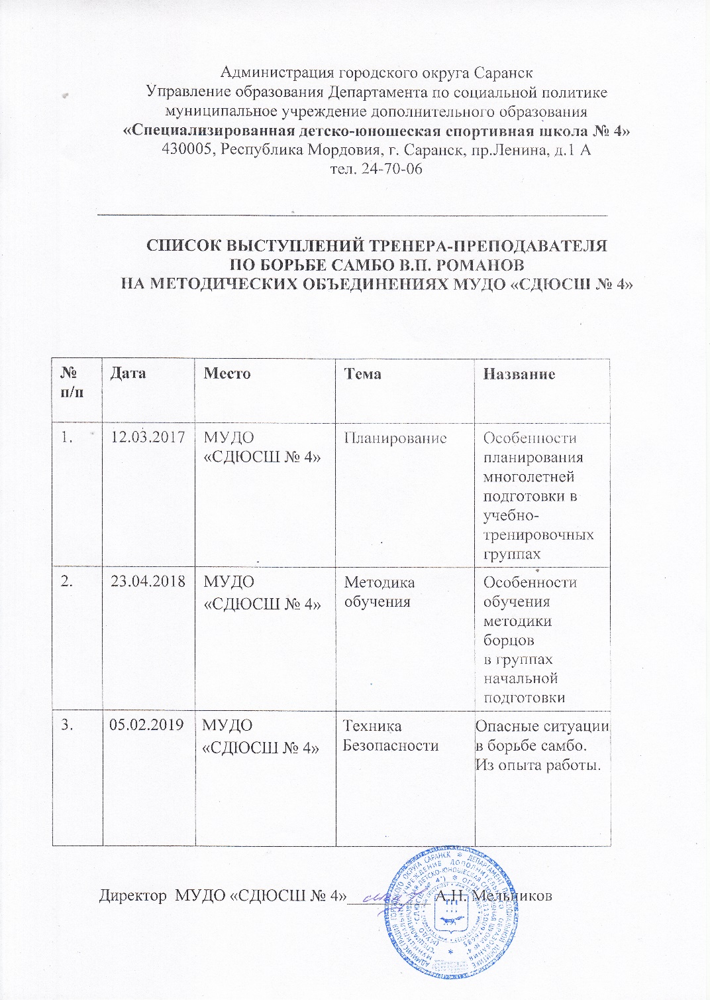 Администрация городского округа Саранск
Управление образования Департамента по социальной политике
муниципальное учреждение дополнительного образования
«Специализированная детско-юношеская спортивная школа № 4»
430005, Республика Мордовия, г. Саранск, пр.Ленина, д.1 А
тел. 24-70-06
СПИСОК ВЫСТУПЛЕНИЙ ТРЕНЕРА-ПРЕПОДАВАТЕЛЯ
ПО БОРЬБЕ САМБО В.П. РОМАНОВ
НА МЕТОДИЧЕСКИХ ОБЪЕДИНЕНИЯХ МУДО «СДЮСШ № 4»
№ п/п
Дата
Место
Тема
Название
1.
12.03.2017
МУДО
«СДЮСШ № 4»
Планирование
Особенности
планирования
многолетней
подготовки в
учебно-
тренировочных
группах
2.
23.04.2018
МУДО
«СДЮСШ № 4»
Методика
обучения
Особенности
обучения
методики
борцов
в группах
начальной
подготовки
3.
05.02.2019
МУДО
«СДЮСШ № 4»
Техника
Безопасности
Опасные ситуации
в борьбе самбо.
Из опыта работы.
Директор МУДО «СДЮСШ № 4»__________ А.Н. Мельников